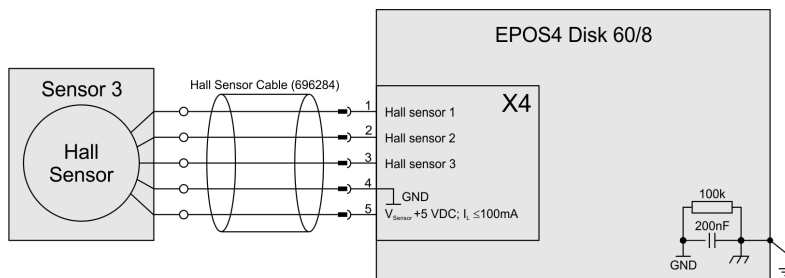 EPOS4 Disk 60/8
Sensor 3
Hall Sensor Cable (696284)
X4
Hall
Sensor
1
Hall sensor 1
2
Hall sensor 2
3
Hall sensor 3
4
GND
5
VSensor +5 VDC; IL ≤100mA
100k
200nF
GND